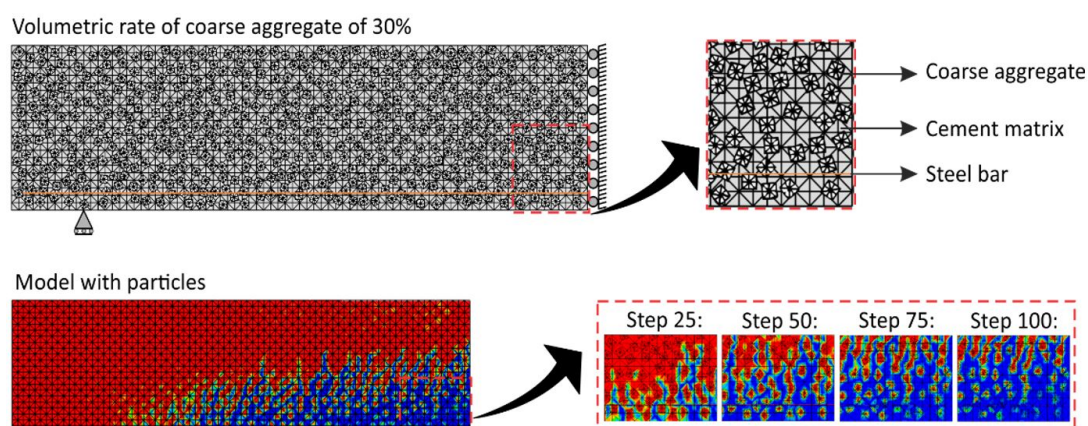 Volumetric rate of coarse aggregate of 30%
Coarse aggregate
Cement matrix
Steel bar
Model with particles
Step 25:
Step 50:
Step 75:
Step 100: